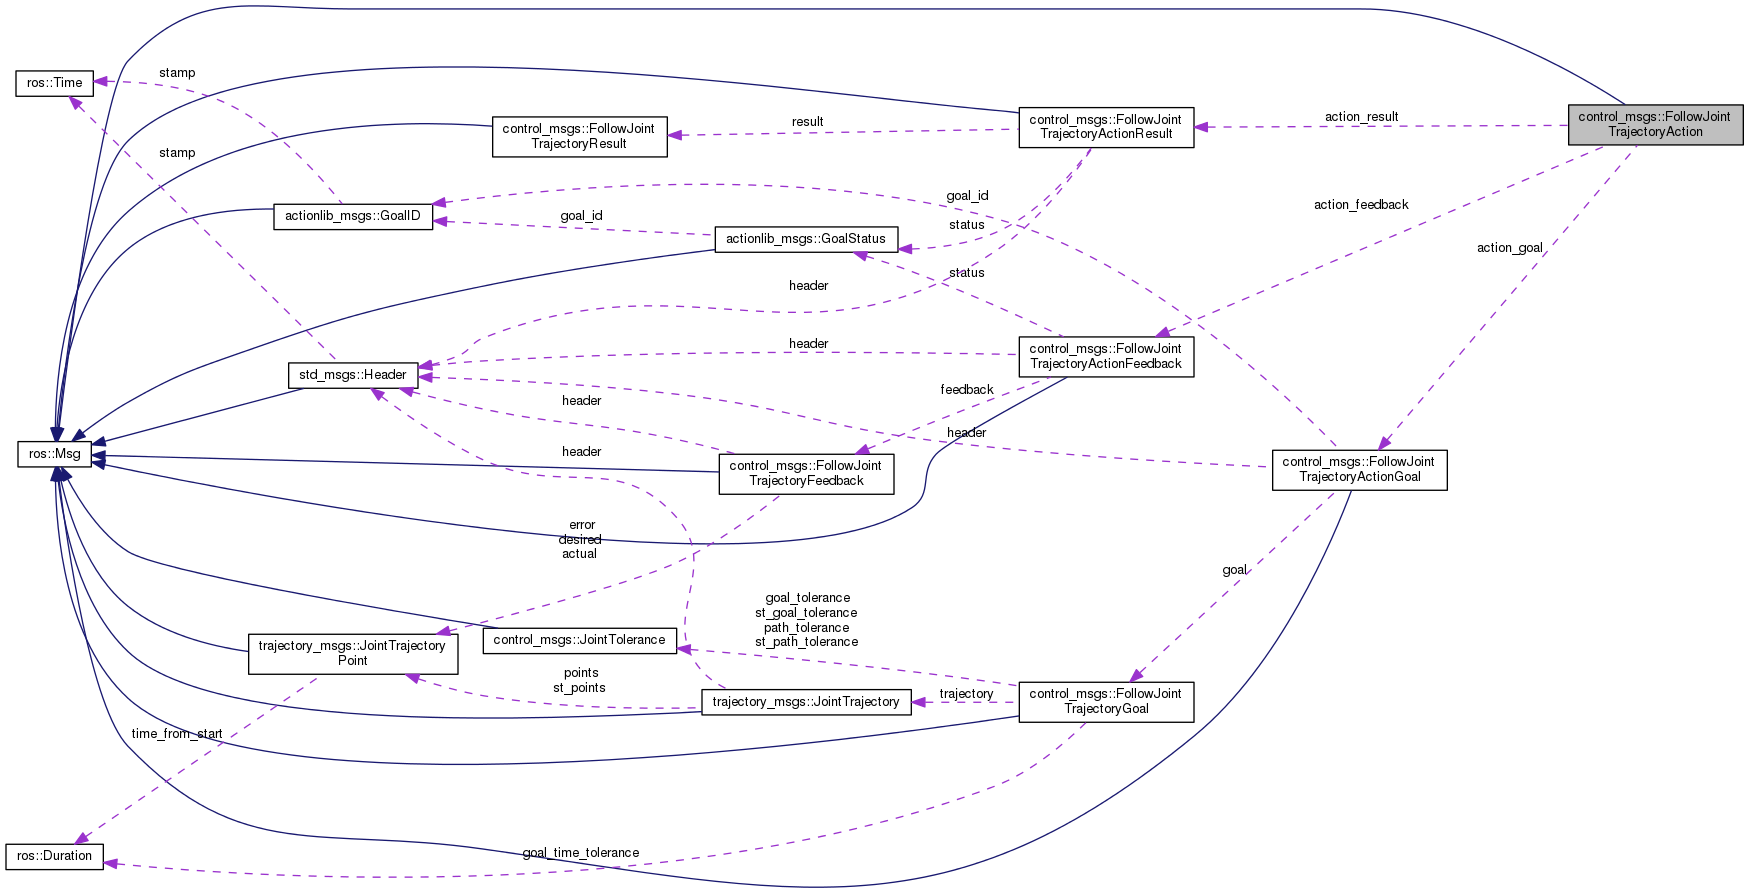 ros::Time
stamp
stamp
control_msgs::FollowJoint
TrajectoryResult
result
control_msgs::FollowJoint
TrajectoryActionResult
action_result
control_msgs::FollowJoint
TrajectoryAction
actionlib_msgs::GoalID
goal_id
actionlib_msgs::GoalStatus
goal_id
status
action_feedback
action_goal
status
header
header
std_msgs::Header
control_msgs::FollowJoint
TrajectoryActionFeedback
header
feedback
header
ros::Msg
header
control_msgs::FollowJoint
TrajectoryFeedback
control_msgs::FollowJoint
TrajectoryActionGoal
error
desired
actual
goal
goal_tolerance
st_goal_tolerance
path_tolerance
st_path_tolerance
control_msgs::JointTolerance
trajectory_msgs::JointTrajectory
Point
points
st_points
trajectory_msgs::JointTrajectory
trajectory
control_msgs::FollowJoint
TrajectoryGoal
time_from_start
ros::Duration
goal_time_tolerance